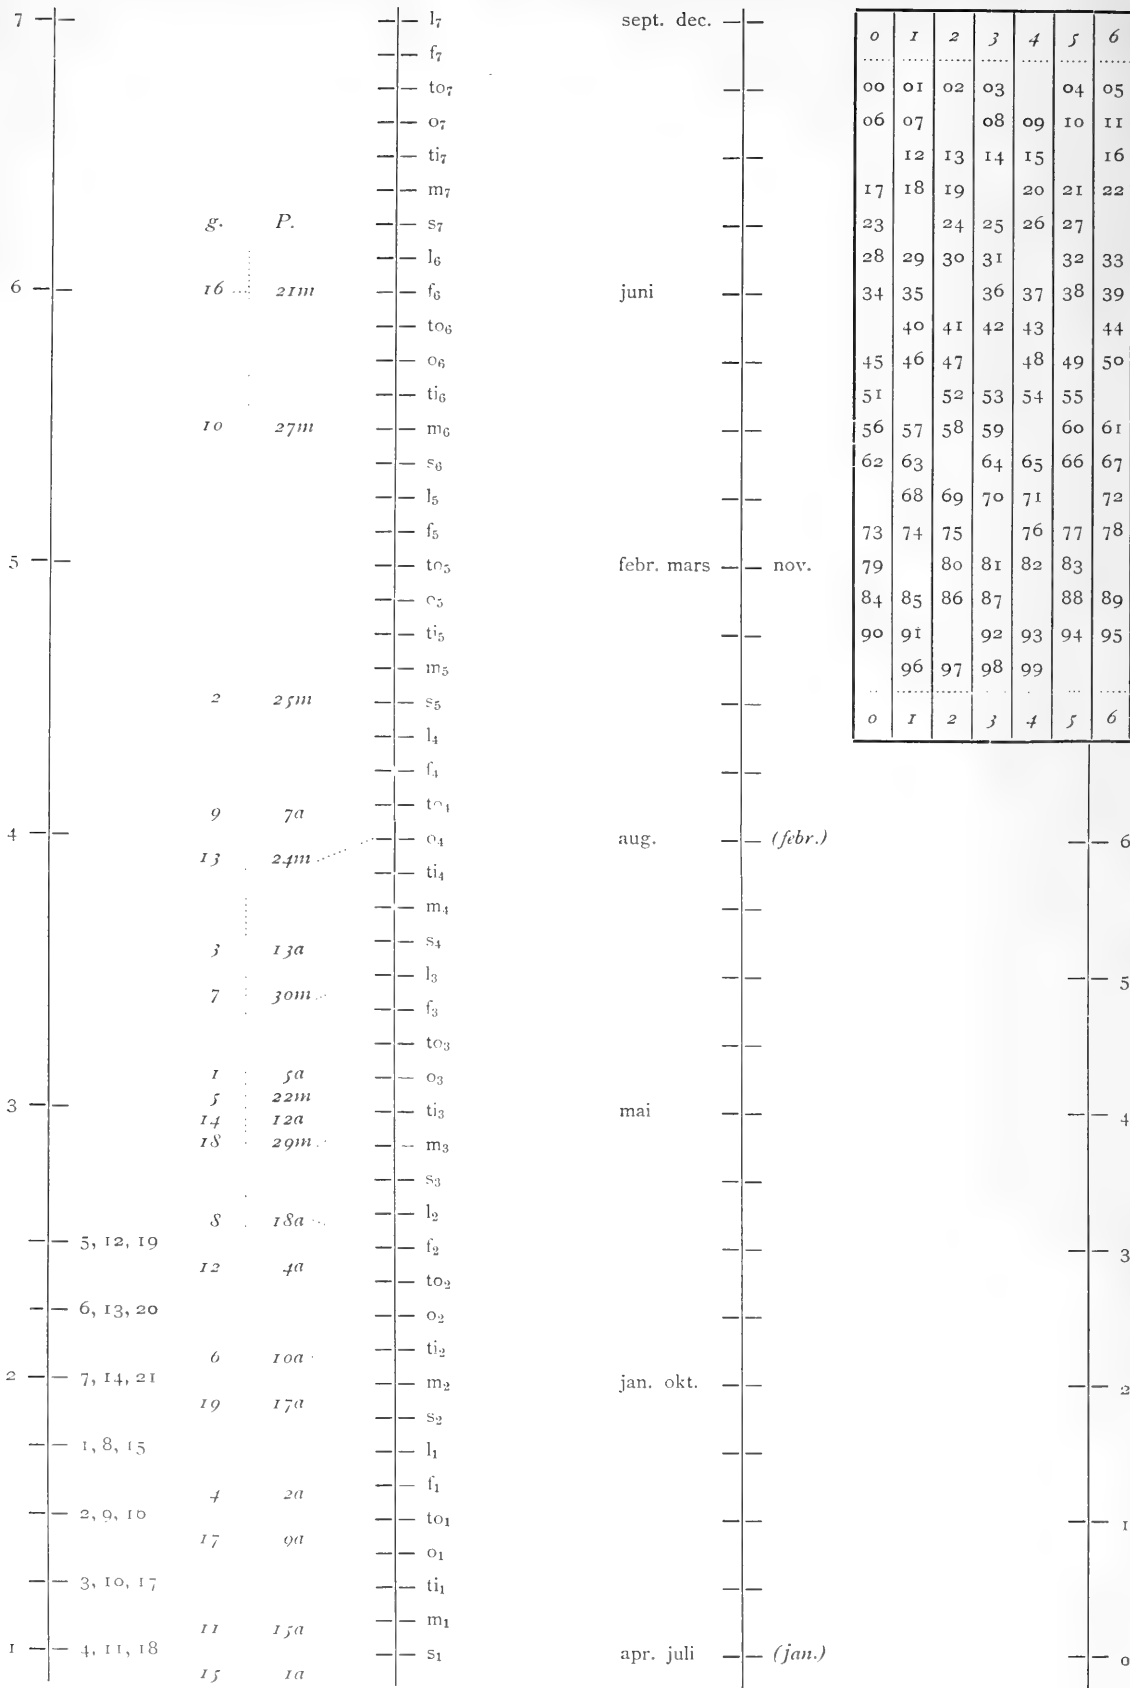 7 l7 sept. dec.
0 1 2 3 4 5 6
f7
to7
00 01 02 03 04 05
o7
06 07 08 09 10 11
ti7
12 13 14 15 16
m7
17 18 19 20 21 22
g. P. s7
23 24 25 26 27
l6
28 29 30 31 32 33
6 16 21m f6 juni
34 35 36 37 38 39
to6
40 41 42 43 44
o6
45 46 47 48 49 50
ti6
51 52 53 54 55
10 27m m6
56 57 58 59 60 61
s6
62 63 64 65 66 67
l5
68 69 70 71 72
f5
73 74 75 76 77 78
5 to5 febr. mars nov.
79 80 81 82 83
o5
84 85 86 87 88 89
ti5
90 91 92 93 94 95
m5
96 97 98 99
2 25m s5
0 1 2 3 4 5 6
l4
f4
9 7a to4
4 o4 aug. (febr.) 6
13 24m
ti4
m4
3 13a s4
l3 5
7 30m f3
to3
1 5a o3
5 22m
3 ti3 mai 4
14 12a
18 29m m3
s3
8 18a l2
5, 12, 19 f2 3
12 4a to2
6, 13, 20 o2
6 10a ti2
2 7, 14, 21 m2 jan. okt. 2
19 17a s2
1, 8, 15 l1
4 2a f1
2, 9, 16 to1 1
17 9a o1
3, 10, 17 ti1
11 15a m1
1 4, 11, 18 s1 apr. juli (jan.) 0
15 1a